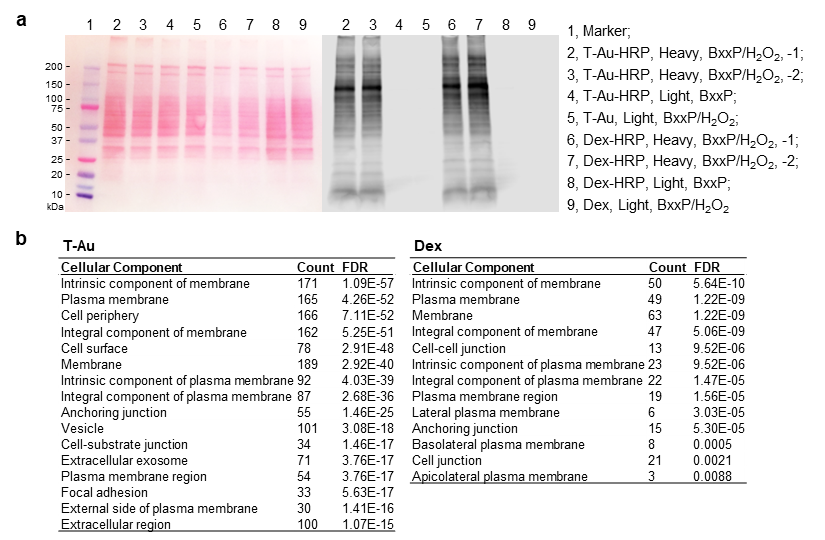 a
1 2 3 4 5 6 7 8 9 2 3 4 5 6 7 8 9
200
150
100
75
50
37
25
20
15
10
kDa
1, Marker;
2, T-Au-HRP, Heavy, BxxP/H₂O₂, -1;
3, T-Au-HRP, Heavy, BxxP/H₂O₂, -2;
4, T-Au-HRP, Light, BxxP;
5, T-Au, Light, BxxP/H₂O₂;
6, Dex-HRP, Heavy, BxxP/H₂O₂, -1;
7, Dex-HRP, Heavy, BxxP/H₂O₂, -2;
8, Dex-HRP, Light, BxxP;
9, Dex, Light, BxxP/H₂O₂
b
T-Au
Cellular Component Count FDR
Intrinsic component of membrane 171 1.09E-57
Plasma membrane 165 4.26E-52
Cell periphery 166 7.11E-52
Integral component of membrane 162 5.25E-51
Cell surface 78 2.91E-48
Membrane 189 2.92E-40
Intrinsic component of plasma membrane 92 4.03E-39
Integral component of plasma membrane 87 2.68E-36
Anchoring junction 55 1.46E-25
Vesicle 101 3.08E-18
Cell-substrate junction 34 1.46E-17
Extracellular exosome 71 3.76E-17
Plasma membrane region 54 3.76E-17
Focal adhesion 33 5.63E-17
External side of plasma membrane 30 1.41E-16
Extracellular region 100 1.07E-15
Dex
Cellular Component Count FDR
Intrinsic component of membrane 50 5.64E-10
Plasma membrane 49 1.22E-09
Membrane 63 1.22E-09
Integral component of membrane 47 5.06E-09
Cell-cell junction 13 9.52E-06
Intrinsic component of plasma membrane 23 9.52E-06
Integral component of plasma membrane 22 1.47E-05
Plasma membrane region 19 1.56E-05
Lateral plasma membrane 6 3.03E-05
Anchoring junction 15 5.30E-05
Basolateral plasma membrane 8 0.0005
Cell junction 21 0.0021
Apicolateral plasma membrane 3 0.0088